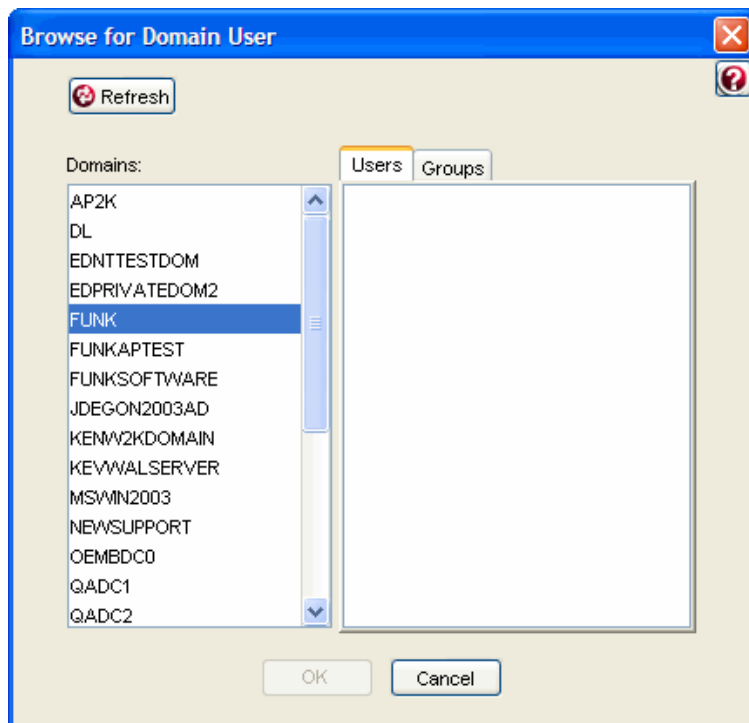 Browse for Domain User
Refresh
Domains:
Users Groups
AP2K
DL
EDNTTESTDOM
EDPRIVATEDOM2
FUNK
FUNKAPTEST
FUNKSOFTWARE
JDEGON2003AD
KENW2KDOMAIN
KEVWALSERVER
MSWIN2003
NEWSUPPORT
OEMBDC0
QADC1
QADC2
OK Cancel